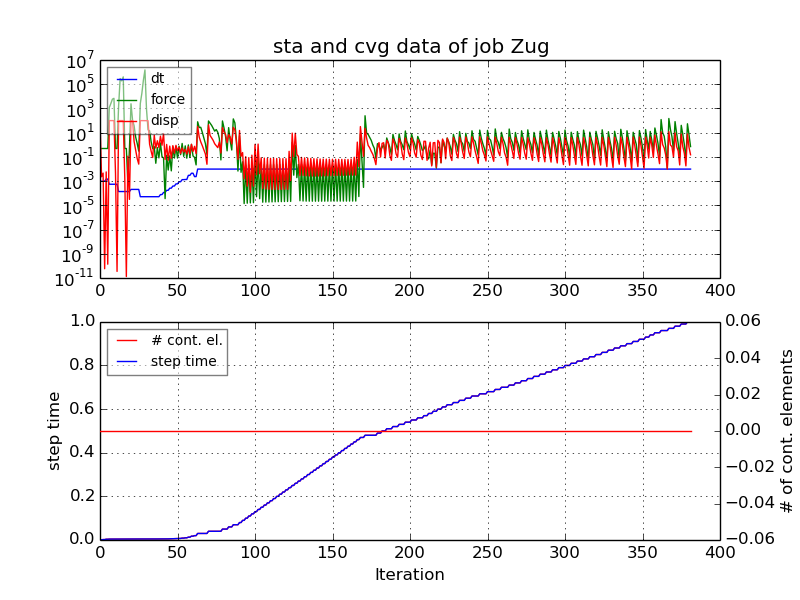 sta and cvg data of job Zug
10^7
10^5
10^3
10^1
10^-1
10^-3
10^-5
10^-7
10^-9
10^-11
dt
force
disp
0 50 100 150 200 250 300 350 400
1.0
0.8
0.6
0.4
0.2
0.0
step time
# cont. el.
step time
0.06
0.04
0.02
0.00
−0.02
−0.04
−0.06
# of cont. elements
0 50 100 150 200 250 300 350 400
Iteration